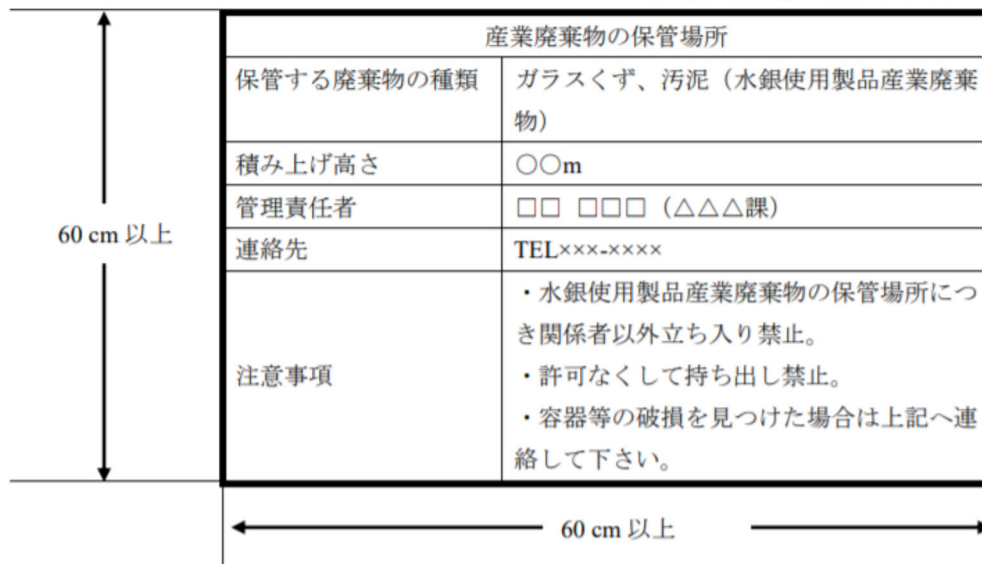 産業廃棄物の保管場所
保管する廃棄物の種類
ガラスくず、汚泥(水銀使用製品産業廃棄
物)
積み上げ高さ
○○m
管理責任者
□□ □□□(△△△課)
連絡先
TEL×××-××××
注意事項
・水銀使用製品産業廃棄物の保管場所につ
き関係者以外立ち入り禁止。
・許可なくして持ち出し禁止。
・容器等の破損を見つけた場合は上記へ連
絡して下さい。
60 cm 以上
60 cm 以上